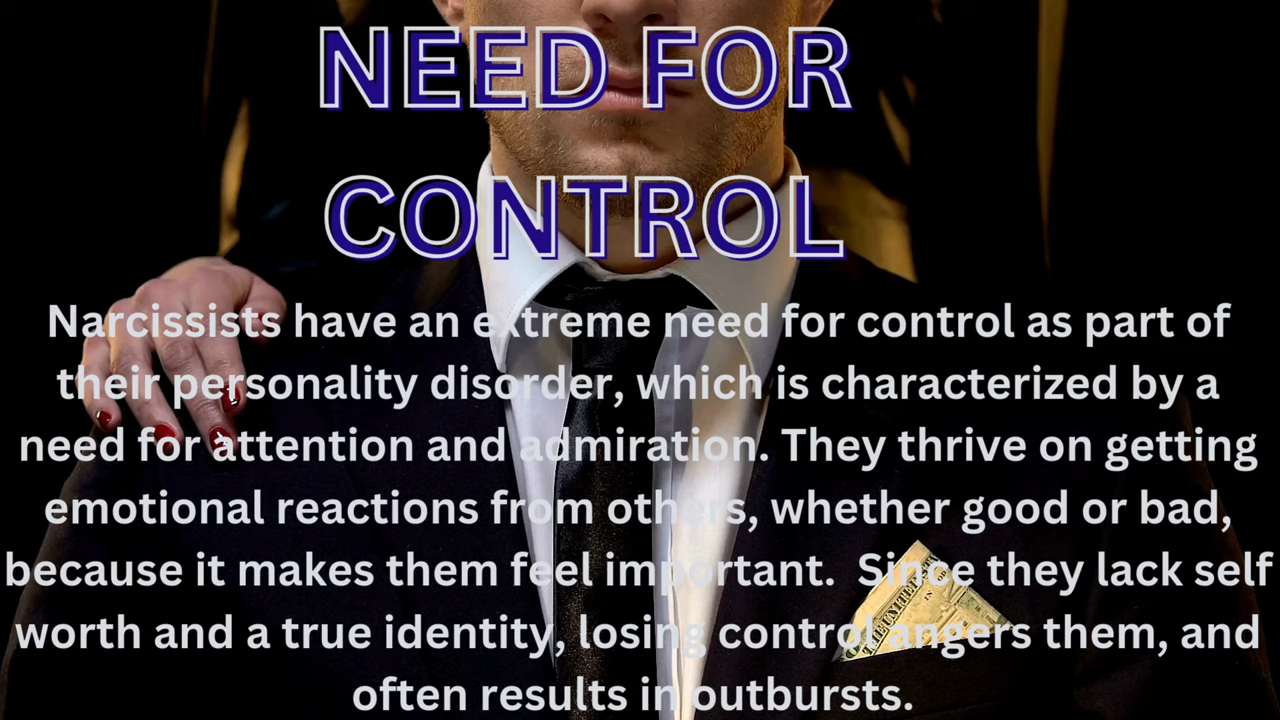 NEED FOR
CONTROL
Narcissists have an extreme need for control as part of
their personality disorder, which is characterized by a
need for attention and admiration. They thrive on getting
emotional reactions from others, whether good or bad,
because it makes them feel important.  Since they lack self
worth and a true identity, losing control angers them, and
often results in outbursts.